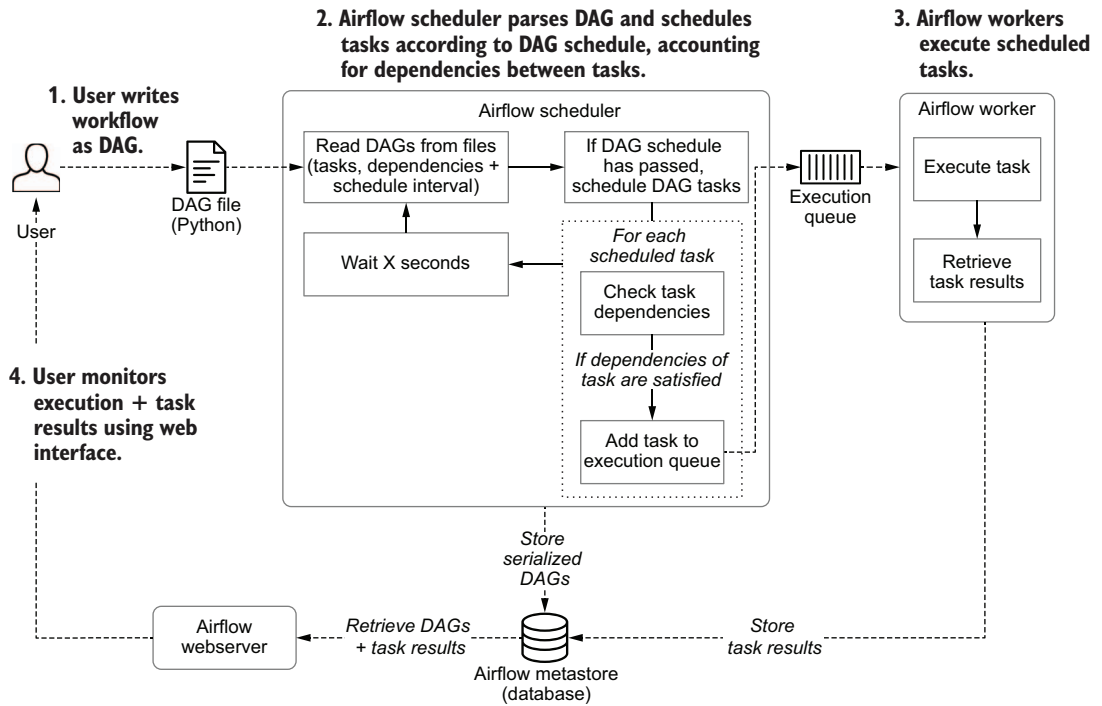 2. Airflow scheduler parses DAG and schedules
tasks according to DAG schedule, accounting
for dependencies between tasks.
3. Airflow workers
execute scheduled
tasks.
1. User writes
workflow
as DAG.
User
DAG file
(Python)
Airflow scheduler
Read DAGs from files
(tasks, dependencies +
schedule interval)
If DAG schedule
has passed,
schedule DAG tasks
Wait X seconds
For each
scheduled task
Check task
dependencies
If dependencies of
task are satisfied
Add task to
execution queue
Execution
queue
Airflow worker
Execute task
Retrieve
task results
4. User monitors
execution + task
results using web
interface.
Store
serialized
DAGs
Airflow
webserver
Retrieve DAGs
+ task results
Airflow metastore
(database)
Store
task results